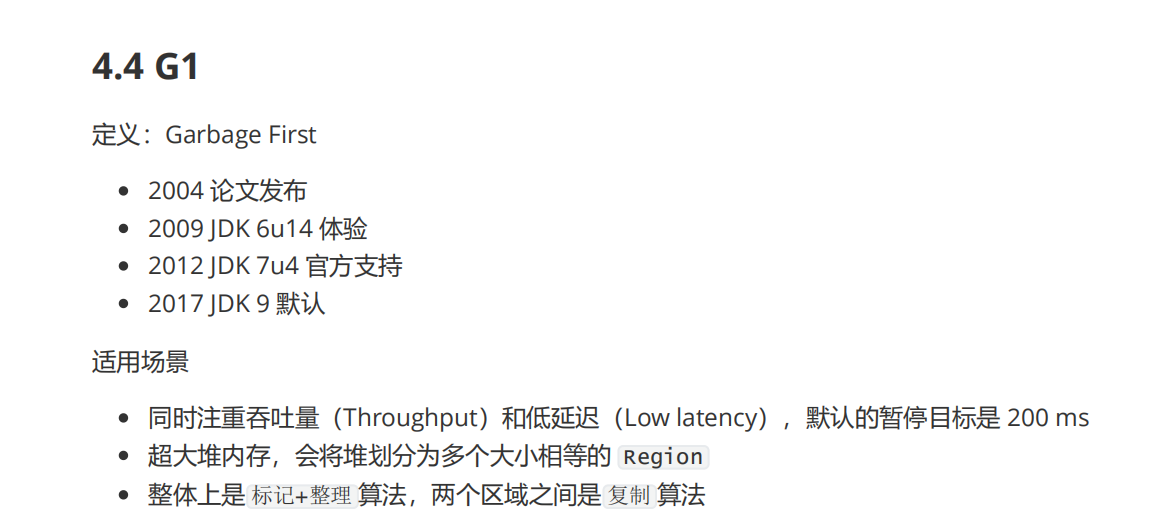 4.4 G1
定义：Garbage First
2004 论文发布
2009 JDK 6u14 体验
2012 JDK 7u4 官方支持
2017 JDK 9 默认
适用场景
同时注重吞吐量（Throughput）和低延迟（Low latency），默认的暂停目标是 200 ms
超大堆内存，会将堆划分为多个大小相等的 Region
整体上是 标记+整理 算法，两个区域之间是 复制 算法